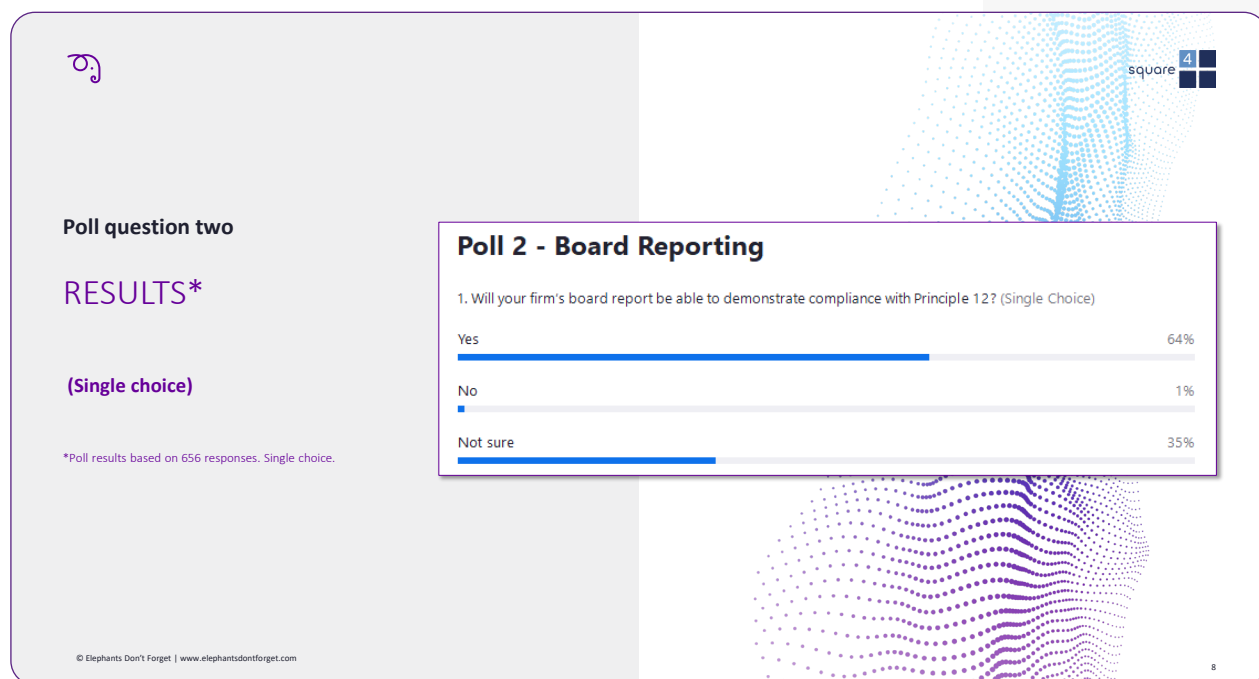 square 4
Poll question two
RESULTS*
(Single choice)
*Poll results based on 656 responses. Single choice.
Poll 2 - Board Reporting
1. Will your firm's board report be able to demonstrate compliance with Principle 12? (Single Choice)
Yes 64%
No 1%
Not sure 35%
© Elephants Don't Forget | www.elephantsdontforget.com
8